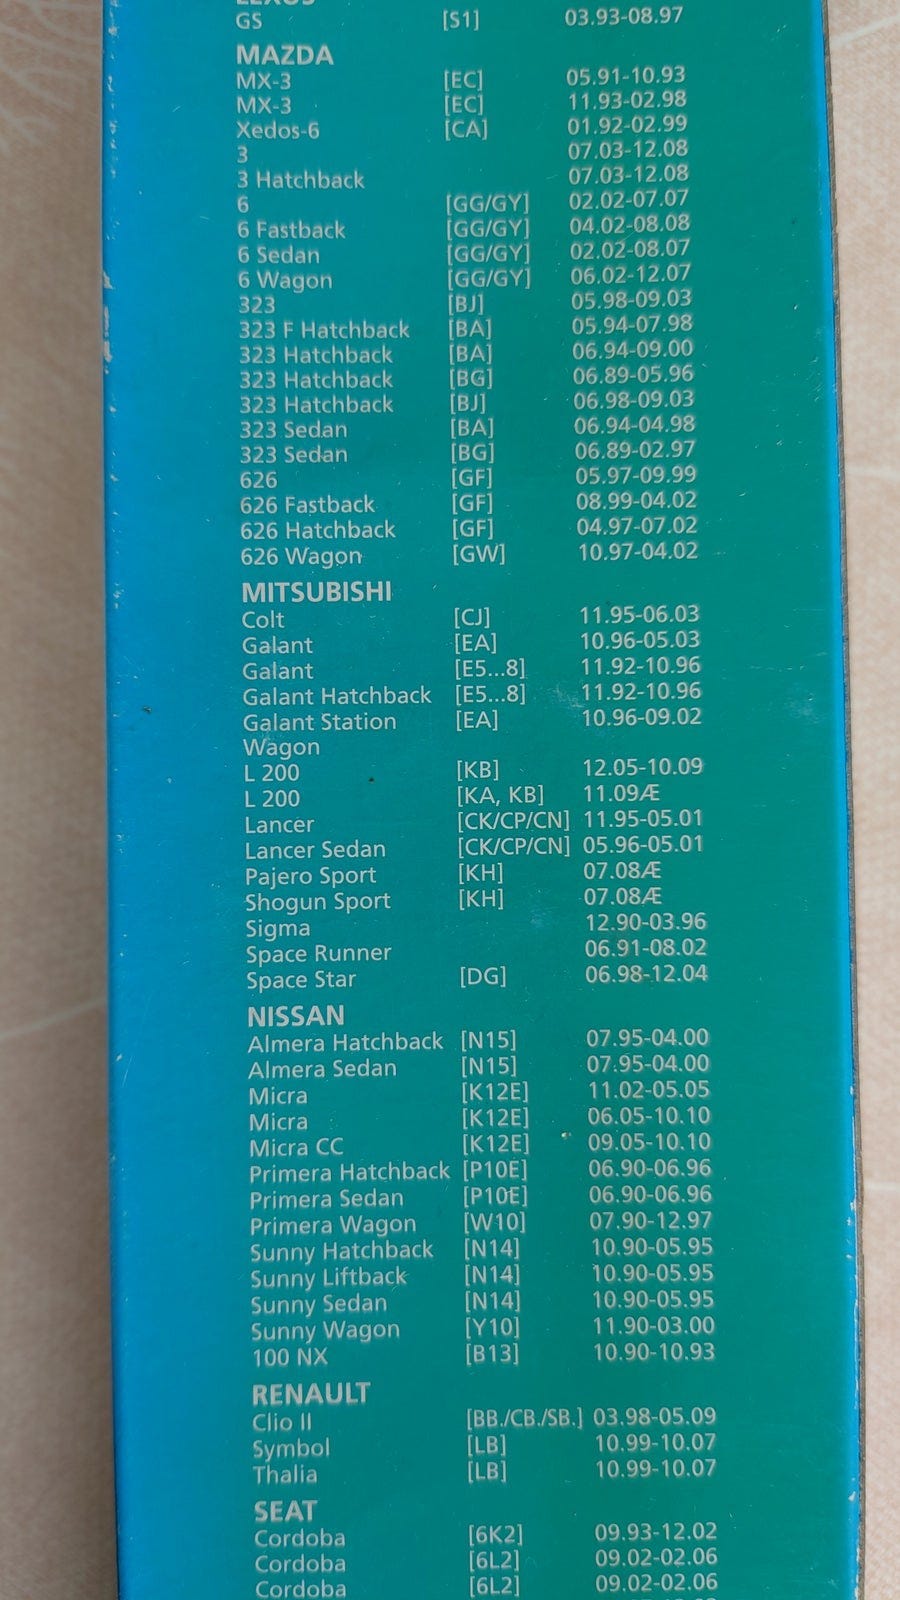 LEXUS
GS [S1] 03.93-08.97
MAZDA
MX-3 [EC] 05.91-10.93
MX-3 [EC] 11.93-02.98
Xedos-6 [CA] 01.92-02.99
3 07.03-12.08
3 Hatchback 07.03-12.08
6 [GG/GY] 02.02-07.07
6 Fastback [GG/GY] 04.02-08.08
6 Sedan [GG/GY] 02.02-08.07
6 Wagon [GG/GY] 06.02-12.07
323 [BJ] 05.98-09.03
323 F Hatchback [BA] 05.94-07.98
323 Hatchback [BA] 06.94-09.00
323 Hatchback [BG] 06.89-05.96
323 Hatchback [BJ] 06.98-09.03
323 Sedan [BA] 06.94-04.98
323 Sedan [BG] 06.89-02.97
626 [GF] 05.97-09.99
626 Fastback [GF] 08.99-04.02
626 Hatchback [GF] 04.97-07.02
626 Wagon [GW] 10.97-04.02
MITSUBISHI
Colt [CJ] 11.95-06.03
Galant [EA] 10.96-05.03
Galant [E5...8] 11.92-10.96
Galant Hatchback [E5...8] 11.92-10.96
Galant Station [EA] 10.96-09.02
Wagon
L 200 [KB] 12.05-10.09
L 200 [KA, KB] 11.09Æ
Lancer [CK/CP/CN] 11.95-05.01
Lancer Sedan [CK/CP/CN] 05.96-05.01
Pajero Sport [KH] 07.08Æ
Shogun Sport [KH] 07.08Æ
Sigma 12.90-03.96
Space Runner 06.91-08.02
Space Star [DG] 06.98-12.04
NISSAN
Almera Hatchback [N15] 07.95-04.00
Almera Sedan [N15] 07.95-04.00
Micra [K12E] 11.02-05.05
Micra [K12E] 06.05-10.10
Micra CC [K12E] 09.05-10.10
Primera Hatchback [P10E] 06.90-06.96
Primera Sedan [P10E] 06.90-06.96
Primera Wagon [W10] 07.90-12.97
Sunny Hatchback [N14] 10.90-05.95
Sunny Liftback [N14] 10.90-05.95
Sunny Sedan [N14] 10.90-05.95
Sunny Wagon [Y10] 11.90-03.00
100 NX [B13] 10.90-10.93
RENAULT
Clio II [BB./CB./SB.] 03.98-05.09
Symbol [LB] 10.99-10.07
Thalia [LB] 10.99-10.07
SEAT
Cordoba [6K2] 09.93-12.02
Cordoba [6L2] 09.02-02.06
Cordoba [6L2] 09.02-02.06